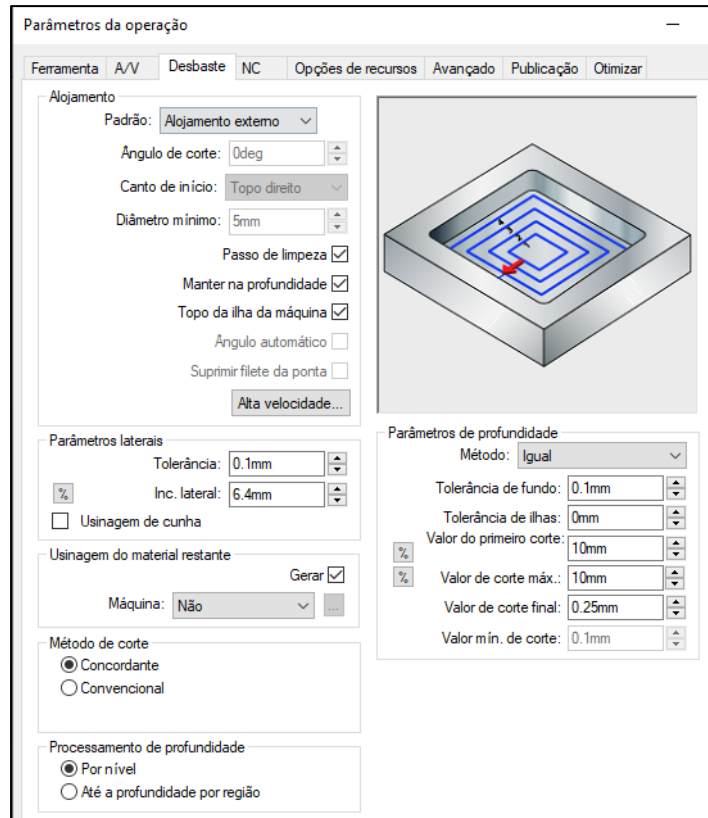 Parâmetros da operação
Ferramenta A/V Desbaste NC Opções de recursos Avançado Publicação Otimizar
Alojamento
Padrão: Alojamento externo
Ângulo de corte: 0deg
Canto de início: Topo direito
Diâmetro mínimo: 5mm
Passo de limpeza
Manter na profundidade
Topo da ilha da máquina
Ângulo automático
Suprimir filete da ponta
Alta velocidade...
Parâmetros laterais
Tolerância: 0.1mm
% Inc. lateral: 6.4mm
Usinagem de cunha
Usinagem do material restante
Gerar
Máquina: Não ...
Método de corte
Concordante
Convencional
Processamento de profundidade
Por nível
Até a profundidade por região
Parâmetros de profundidade
Método: Igual
Tolerância de fundo: 0.1mm
Tolerância de ilhas: 0mm
% Valor do primeiro corte: 10mm
% Valor de corte máx.: 10mm
Valor de corte final: 0.25mm
Valor mín. de corte: 0.1mm